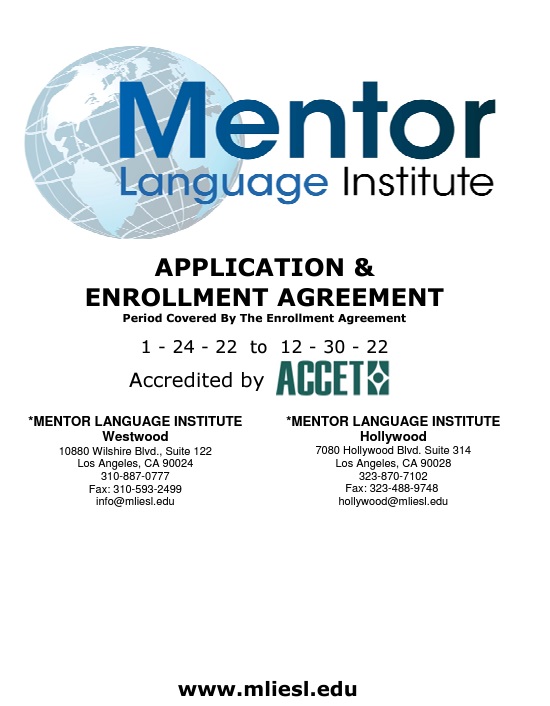 Mentor
Language Institute
APPLICATION &
ENROLLMENT AGREEMENT
Period Covered By The Enrollment Agreement
1 - 24 - 22 to 12 - 30 - 22
Accredited by ACCET
*MENTOR LANGUAGE INSTITUTE
Westwood
10880 Wilshire Blvd., Suite 122
Los Angeles, CA 90024
310-887-0777
Fax: 310-593-2499
info@mliesl.edu
*MENTOR LANGUAGE INSTITUTE
Hollywood
7080 Hollywood Blvd. Suite 314
Los Angeles, CA 90028
323-870-7102
Fax: 323-488-9748
hollywood@mliesl.edu
www.mliesl.edu